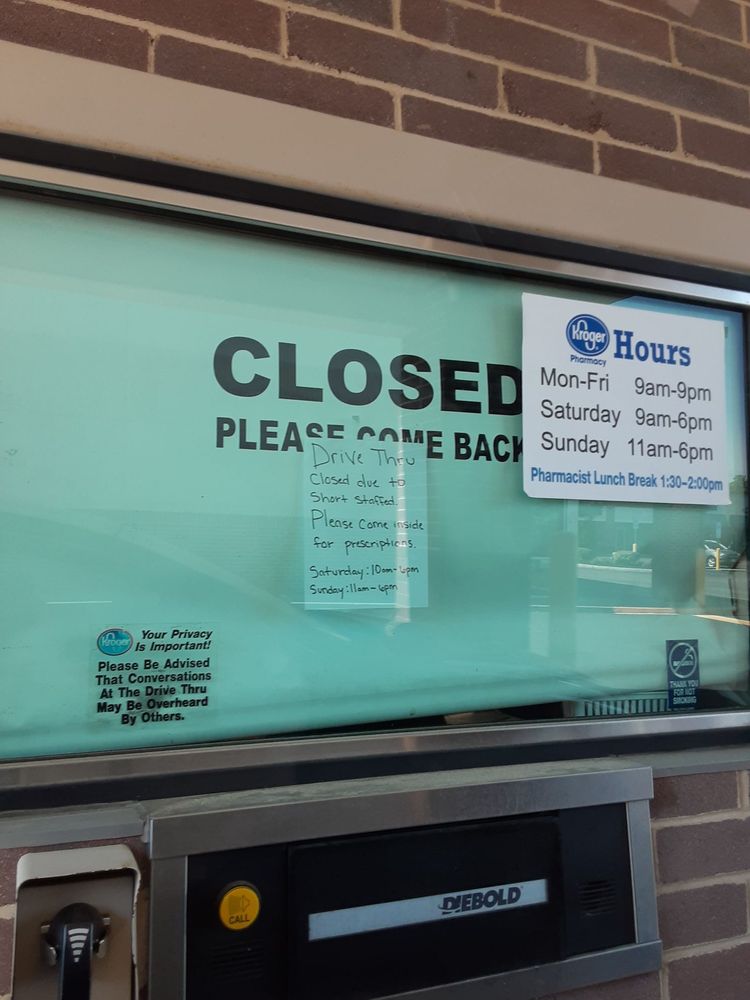 CLOSED
PLEASE COME BACK
Kroger
Pharmacy
Hours
Mon-Fri 9am-9pm
Saturday 9am-6pm
Sunday 11am-6pm
Pharmacist Lunch Break 1:30-2:00pm
Drive Thru
Closed due to
Short Staffed.
Please Come inside
for prescriptions.
Saturday: 10am-6pm
Sunday: 11am-6pm
Kroger
Your Privacy
Is Important!
Please Be Advised
That Conversations
At The Drive Thru
May Be Overheard
By Others.
THANK YOU
FOR NOT
SMOKING
CALL
DIEBOLD